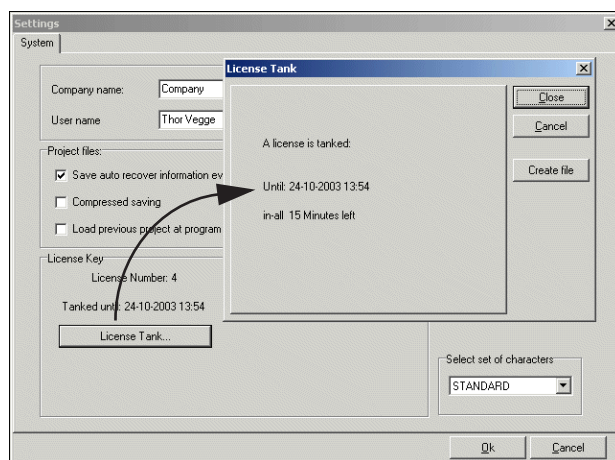 Settings
System
Company name: Company
User name Thor Vegge
Project files:
Save auto recover information ev
Compressed saving
Load previous project at program
License Key
License Number: 4
Tanked until: 24-10-2003 13:54
License Tank...
License Tank
A license is tanked:
Until: 24-10-2003 13:54
in-all 15 Minutes left
Close
Cancel
Create file
Select set of characters
STANDARD
Ok Cancel